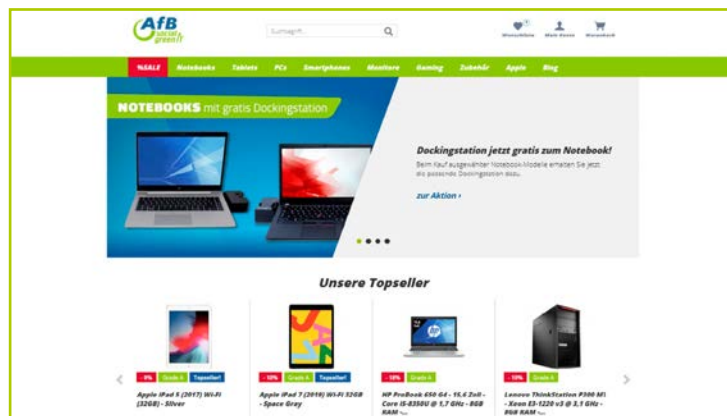 AfB
social
green IT
Suchbegriff...
Wunschliste
Mein Konto
Warenkorb
%SALE Notebooks Tablets PCs Smartphones Monitore Gaming Zubehör Apple Blog
NOTEBOOKS mit gratis Dockingstation
Dockingstation jetzt gratis zum Notebook!
Beim Kauf ausgewählter Notebook-Modelle erhalten Sie jetzt
die passende Dockingstation dazu.
zur Aktion ›
Unsere Topseller
- 9% Grade A Topseller!
Apple iPad 5 (2017) Wi-Fi
(32GB) - Silver
- 10% Grade A Topseller!
Apple iPad 7 (2019) Wi-Fi 32GB
- Space Gray
- 10% Grade A
HP ProBook 650 G4 - 15,6 Zoll -
Core i5-8350U @ 1,7 GHz - 8GB
RAM -...
- 10% Grade A
Lenovo ThinkStation P300 MT
- Xeon E3-1220 v3 @ 3,1 GHz -
8GB RAM -...